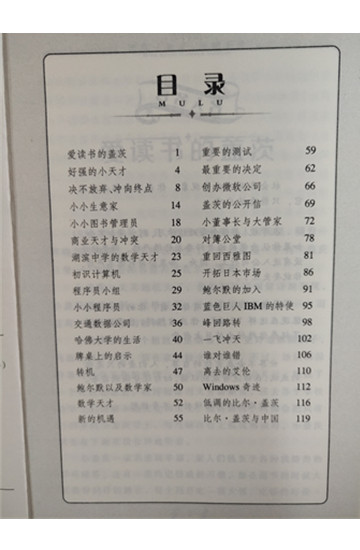 目录
MULU
爱读书的盖茨 1
好强的小天才 4
决不放弃、冲向终点 8
小小生意家 14
小小图书管理员 18
商业天才与冲突 20
湖滨中学的数学天才 23
初识计算机 25
程序员小组 29
小小程序员 32
交通数据公司 36
哈佛大学的生活 40
牌桌上的启示 44
转机 47
鲍尔默以及数学家 50
数学天才 52
新的机遇 55
重要的测试 59
最重要的决定 62
创办微软公司 66
盖茨的公开信 69
小董事长与大管家 72
对薄公堂 78
重回西雅图 81
开拓日本市场 86
鲍尔默的加入 91
蓝色巨人IBM的特使 95
峰回路转 98
一飞冲天 102
谁对谁错 106
离去的艾伦 110
Windows 奇迹 112
低调的比尔·盖茨 116
比尔·盖茨与中国 119